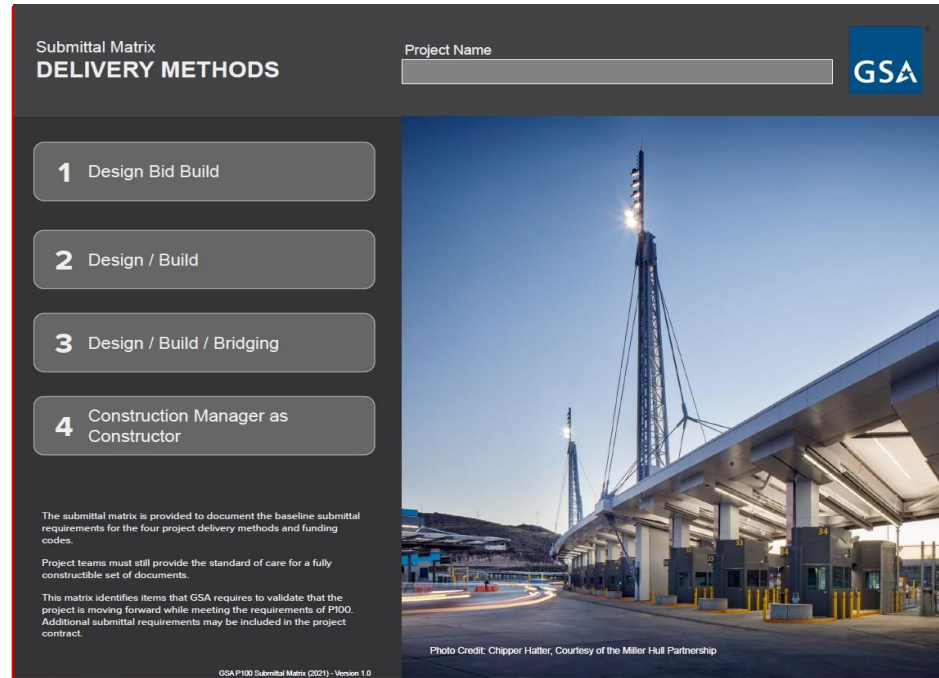 Submittal Matrix
DELIVERY METHODS
Project Name
GSA
1 Design Bid Build
2 Design / Build
3 Design / Build / Bridging
4 Construction Manager as
Constructor
The submittal matrix is provided to document the baseline submittal
requirements for the four project delivery methods and funding
codes.
Project teams must still provide the standard of care for a fully
constructible set of documents.
This matrix identifies items that GSA requires to validate that the
project is moving forward while meeting the requirements of P100.
Additional submittal requirements may be included in the project
contract.
GSA P100 Submittal Matrix (2021) - Version 1.0
33
34
Photo Credit: Chipper Hatter, Courtesy of the Miller Hull Partnership